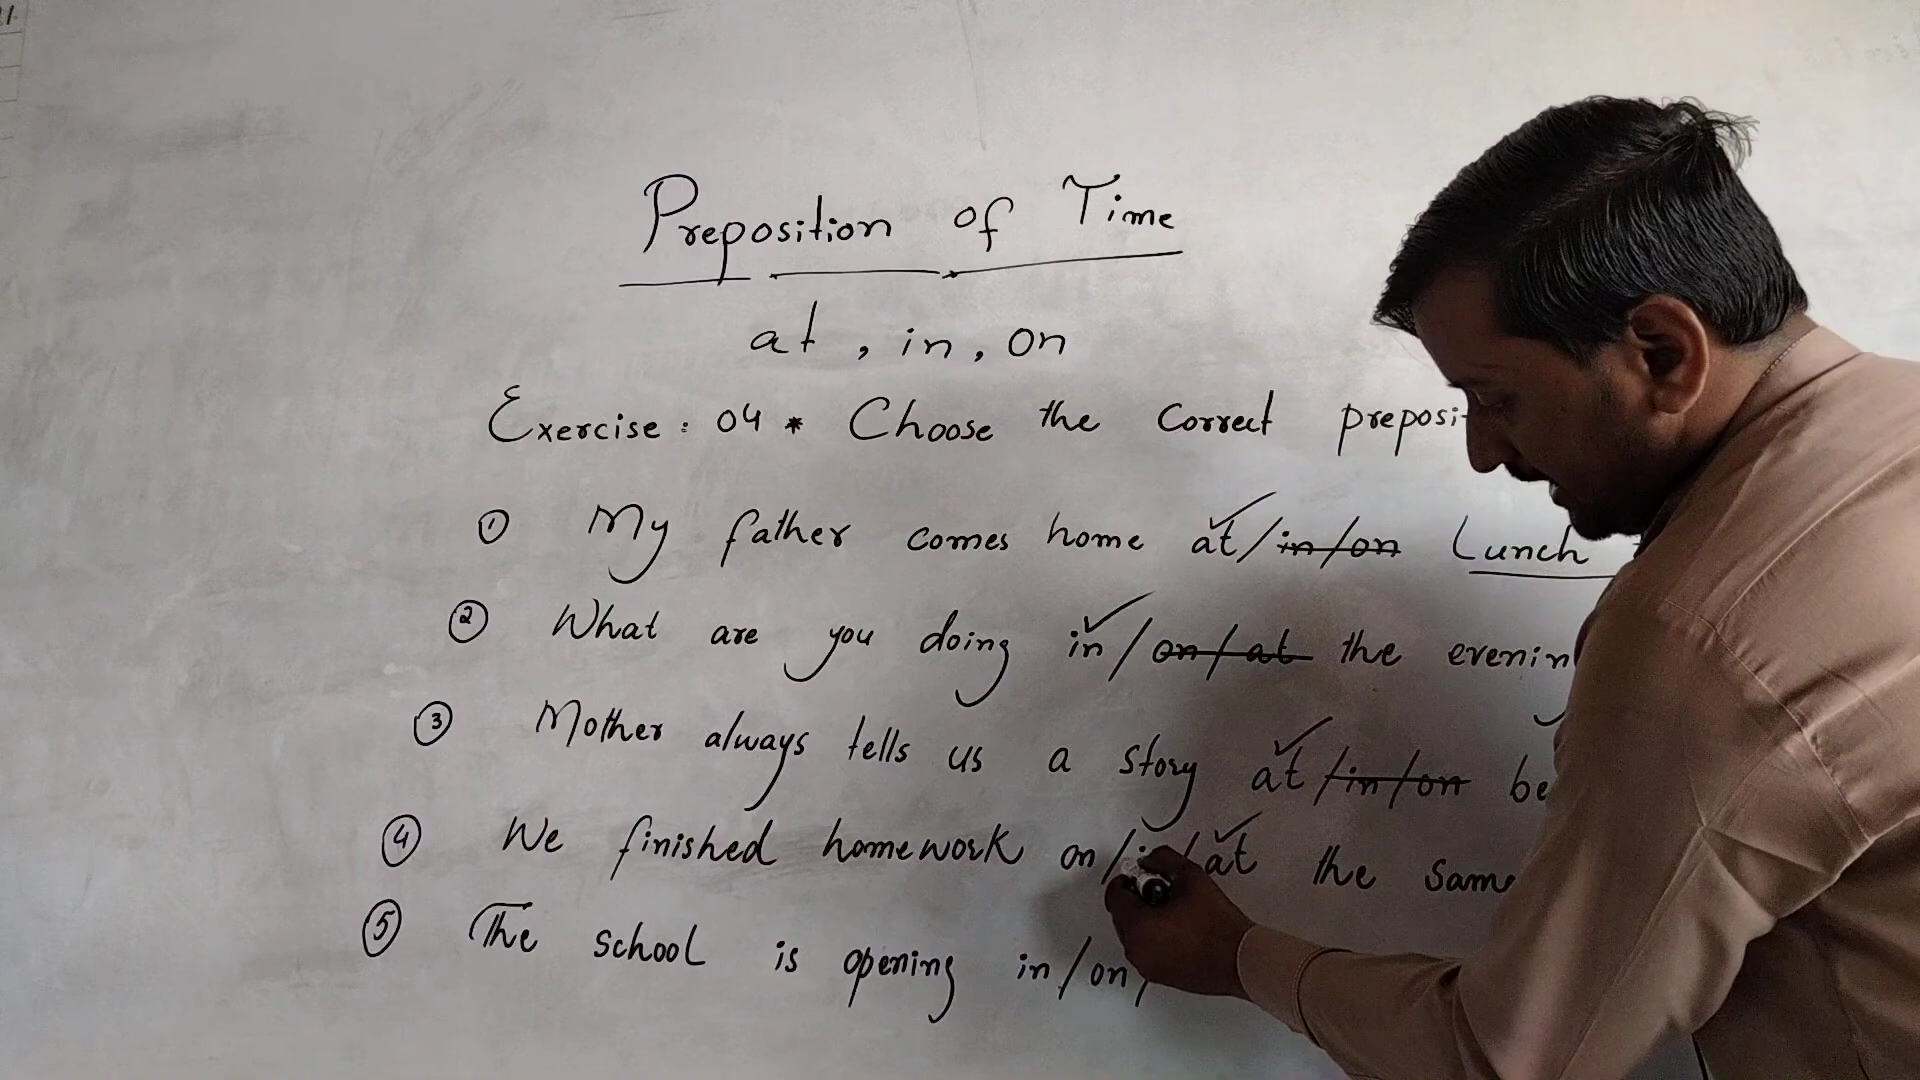 Preposition of Time
at, in, on
Exercise: 04 * Choose the Correct preposi
① My father comes home at/in/on Lunch
② What are you doing in/on/at the evenin
③ Mother always tells us a story at/in/on be
④ We finished homework on/in/at the same
⑤ The school is opening in/on/